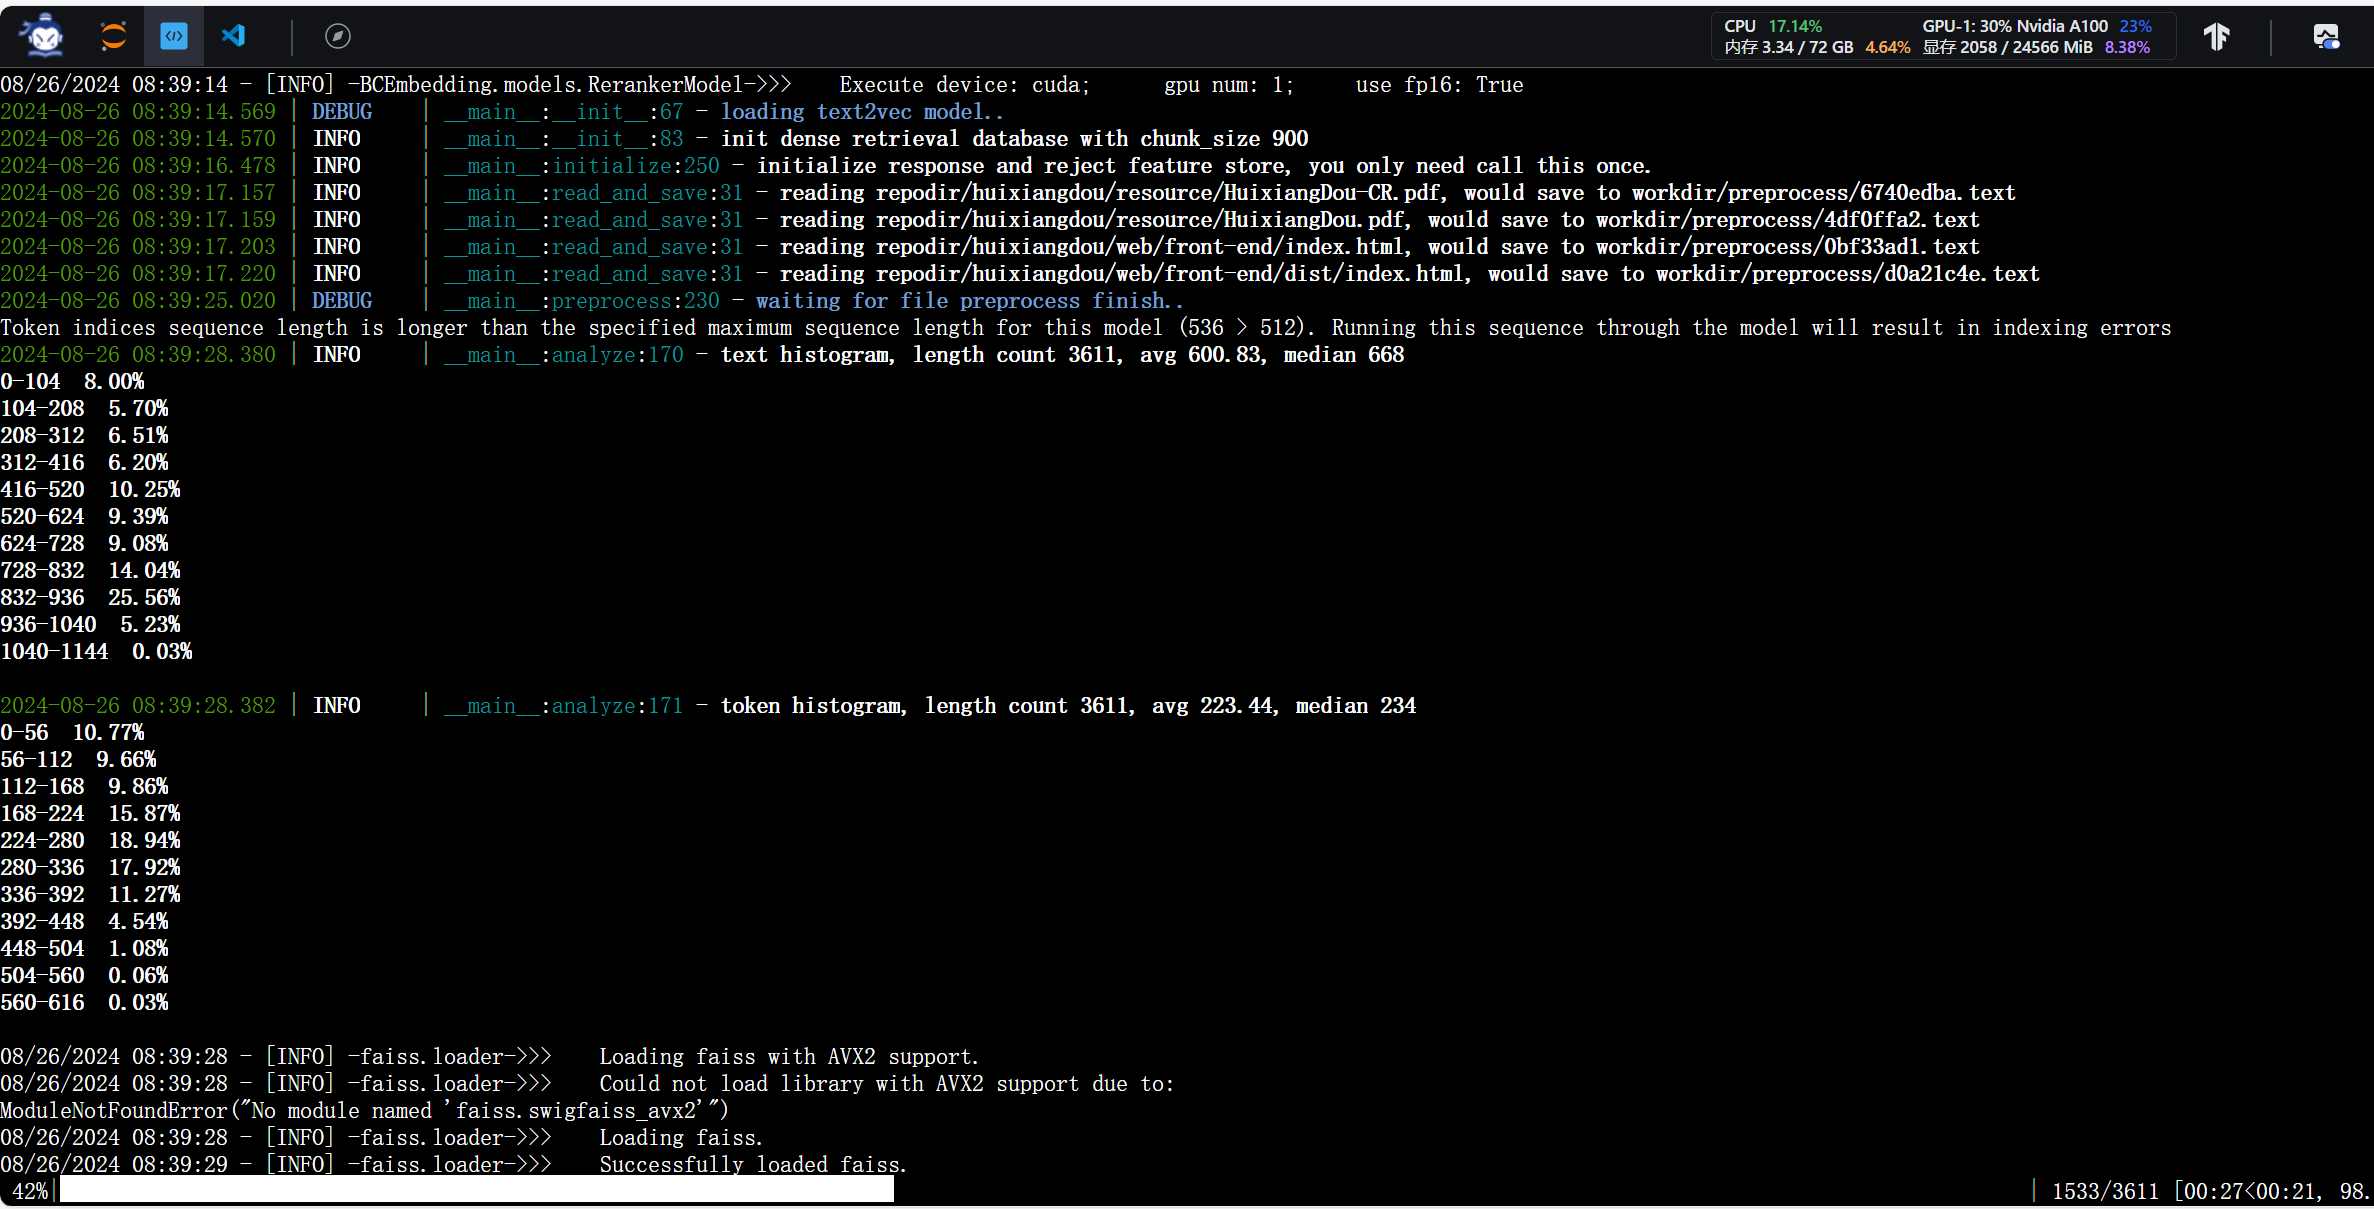 CPU 17.14% GPU-1: 30% Nvidia A100 23%
内存 3.34 / 72 GB 4.64% 显存 2058 / 24566 MiB 8.38%
08/26/2024 08:39:14 - [INFO] -BCEmbedding.models.RerankerModel->>>    Execute device: cuda;      gpu num: 1;     use fp16: True
2024-08-26 08:39:14.569 | DEBUG    | __main__:__init__:67 - loading text2vec model..
2024-08-26 08:39:14.570 | INFO     | __main__:__init__:83 - init dense retrieval database with chunk_size 900
2024-08-26 08:39:16.478 | INFO     | __main__:initialize:250 - initialize response and reject feature store, you only need call this once.
2024-08-26 08:39:17.157 | INFO     | __main__:read_and_save:31 - reading repodir/huixiangdou/resource/HuixiangDou-CR.pdf, would save to workdir/preprocess/6740edba.text
2024-08-26 08:39:17.159 | INFO     | __main__:read_and_save:31 - reading repodir/huixiangdou/resource/HuixiangDou.pdf, would save to workdir/preprocess/4df0ffa2.text
2024-08-26 08:39:17.203 | INFO     | __main__:read_and_save:31 - reading repodir/huixiangdou/web/front-end/index.html, would save to workdir/preprocess/0bf33ad1.text
2024-08-26 08:39:17.220 | INFO     | __main__:read_and_save:31 - reading repodir/huixiangdou/web/front-end/dist/index.html, would save to workdir/preprocess/d0a21c4e.text
2024-08-26 08:39:25.020 | DEBUG    | __main__:preprocess:230 - waiting for file preprocess finish..
Token indices sequence length is longer than the specified maximum sequence length for this model (536 > 512). Running this sequence through the model will result in indexing errors
2024-08-26 08:39:28.380 | INFO     | __main__:analyze:170 - text histogram, length count 3611, avg 600.83, median 668
0-104  8.00%
104-208  5.70%
208-312  6.51%
312-416  6.20%
416-520  10.25%
520-624  9.39%
624-728  9.08%
728-832  14.04%
832-936  25.56%
936-1040  5.23%
1040-1144  0.03%
2024-08-26 08:39:28.382 | INFO     | __main__:analyze:171 - token histogram, length count 3611, avg 223.44, median 234
0-56  10.77%
56-112  9.66%
112-168  9.86%
168-224  15.87%
224-280  18.94%
280-336  17.92%
336-392  11.27%
392-448  4.54%
448-504  1.08%
504-560  0.06%
560-616  0.03%
08/26/2024 08:39:28 - [INFO] -faiss.loader->>>    Loading faiss with AVX2 support.
08/26/2024 08:39:28 - [INFO] -faiss.loader->>>    Could not load library with AVX2 support due to:
ModuleNotFoundError("No module named 'faiss.swigfaiss_avx2'")
08/26/2024 08:39:28 - [INFO] -faiss.loader->>>    Loading faiss.
08/26/2024 08:39:29 - [INFO] -faiss.loader->>>    Successfully loaded faiss.
42%| | 1533/3611 [00:27<00:21, 98.